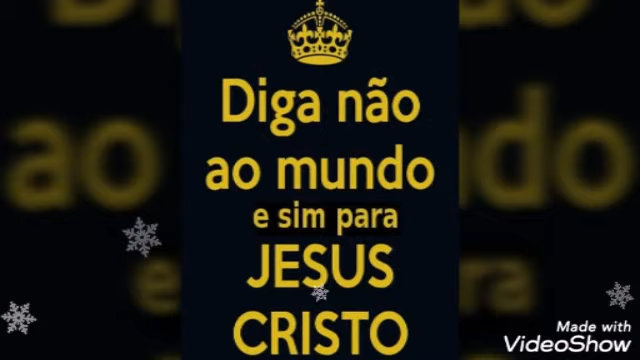 Diga não
ao mundo
e sim para
JESUS
CRISTO
Made with
VideoShow